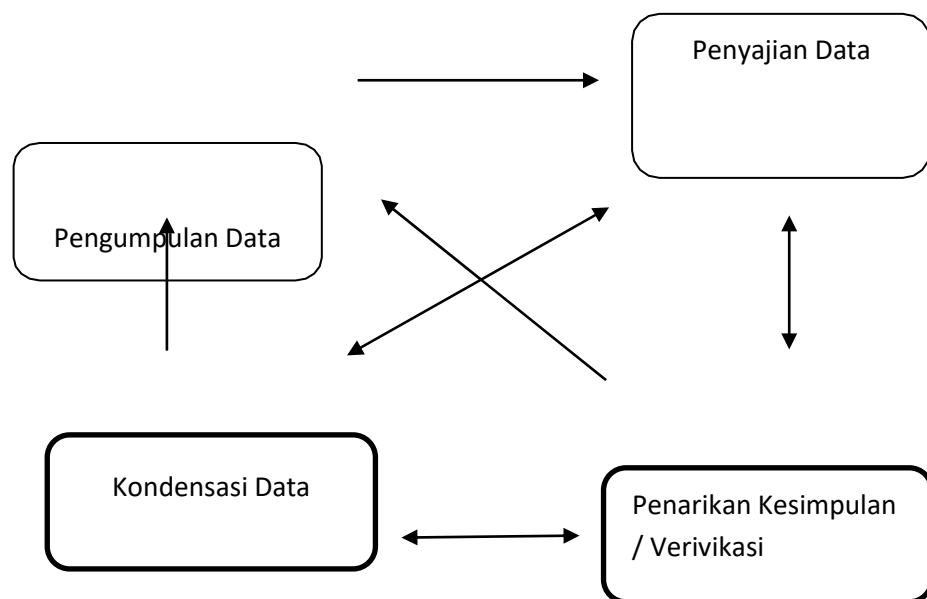 Penyajian Data
Pengumpulan Data
Kondensasi Data
Penarikan Kesimpulan
/ Verivikasi